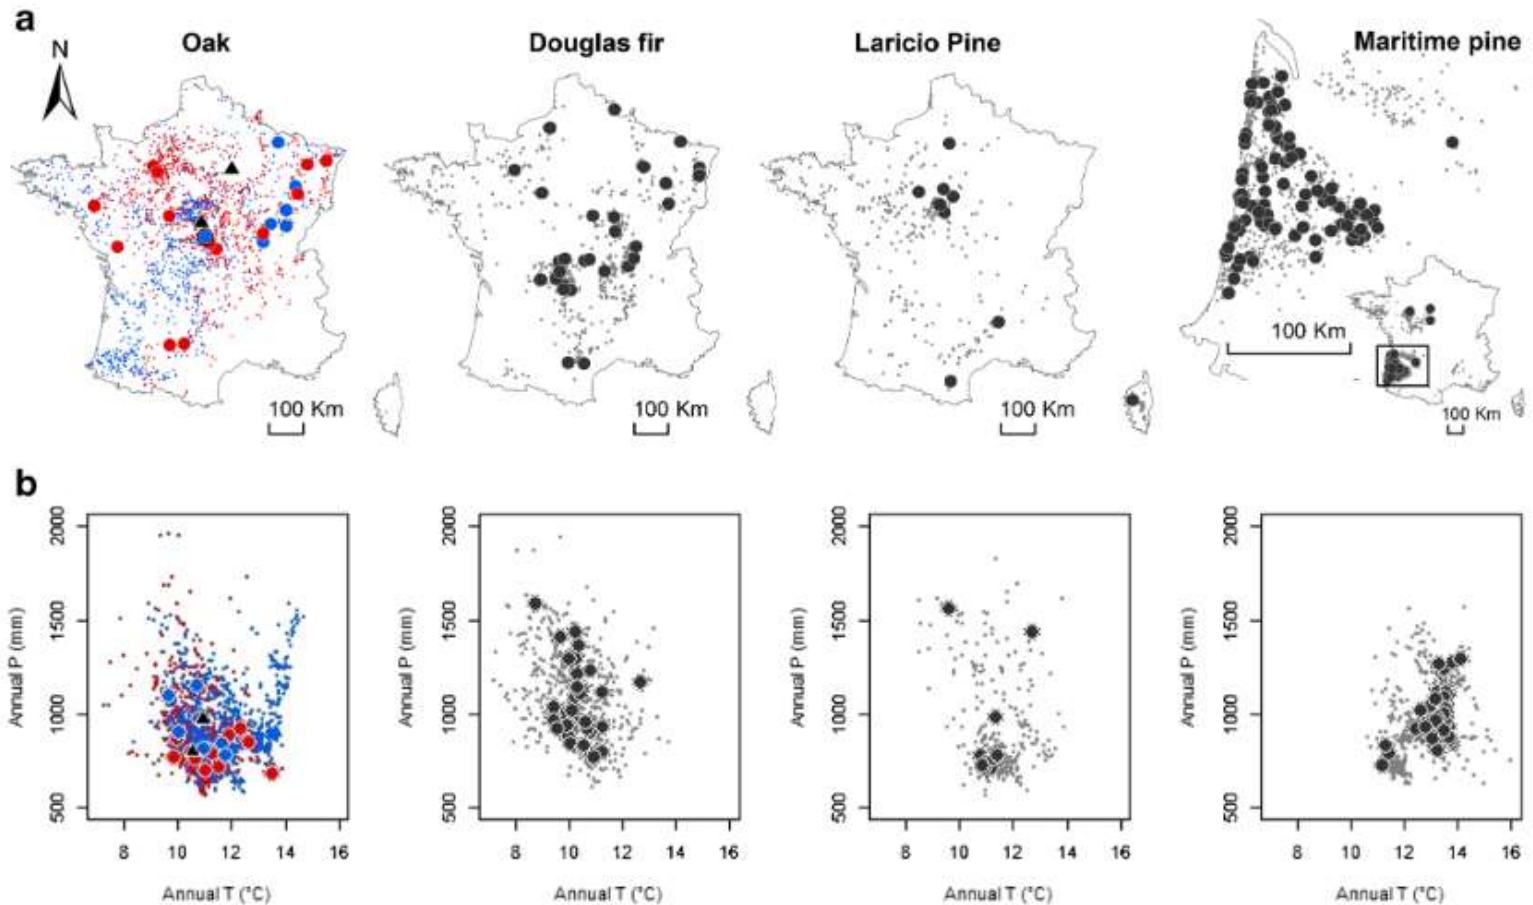 a
N
Oak
Douglas fir
Laricio Pine
Maritime pine
100 Km
100 Km
100 Km
100 Km
100 Km
b
2000
1500
1000
500
Annual P (mm)
8 10 12 14 16
Annual T (°C)
2000
1500
1000
500
Annual P (mm)
8 10 12 14 16
Annual T (°C)
2000
1500
1000
500
Annual P (mm)
8 10 12 14 16
Annual T (°C)
2000
1500
1000
500
Annual P (mm)
8 10 12 14 16
Annual T (°C)